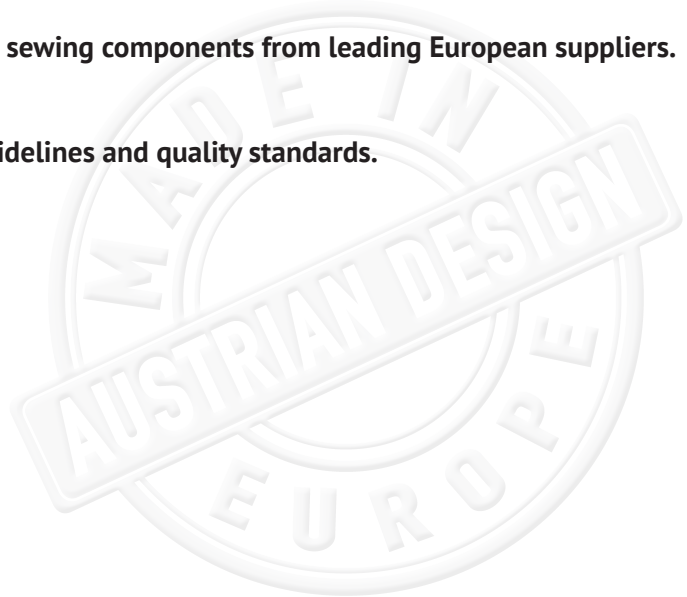 sewing components from leading European suppliers.
idelines and quality standards.
MADE IN
AUSTRIAN DESIGN
EUROPE